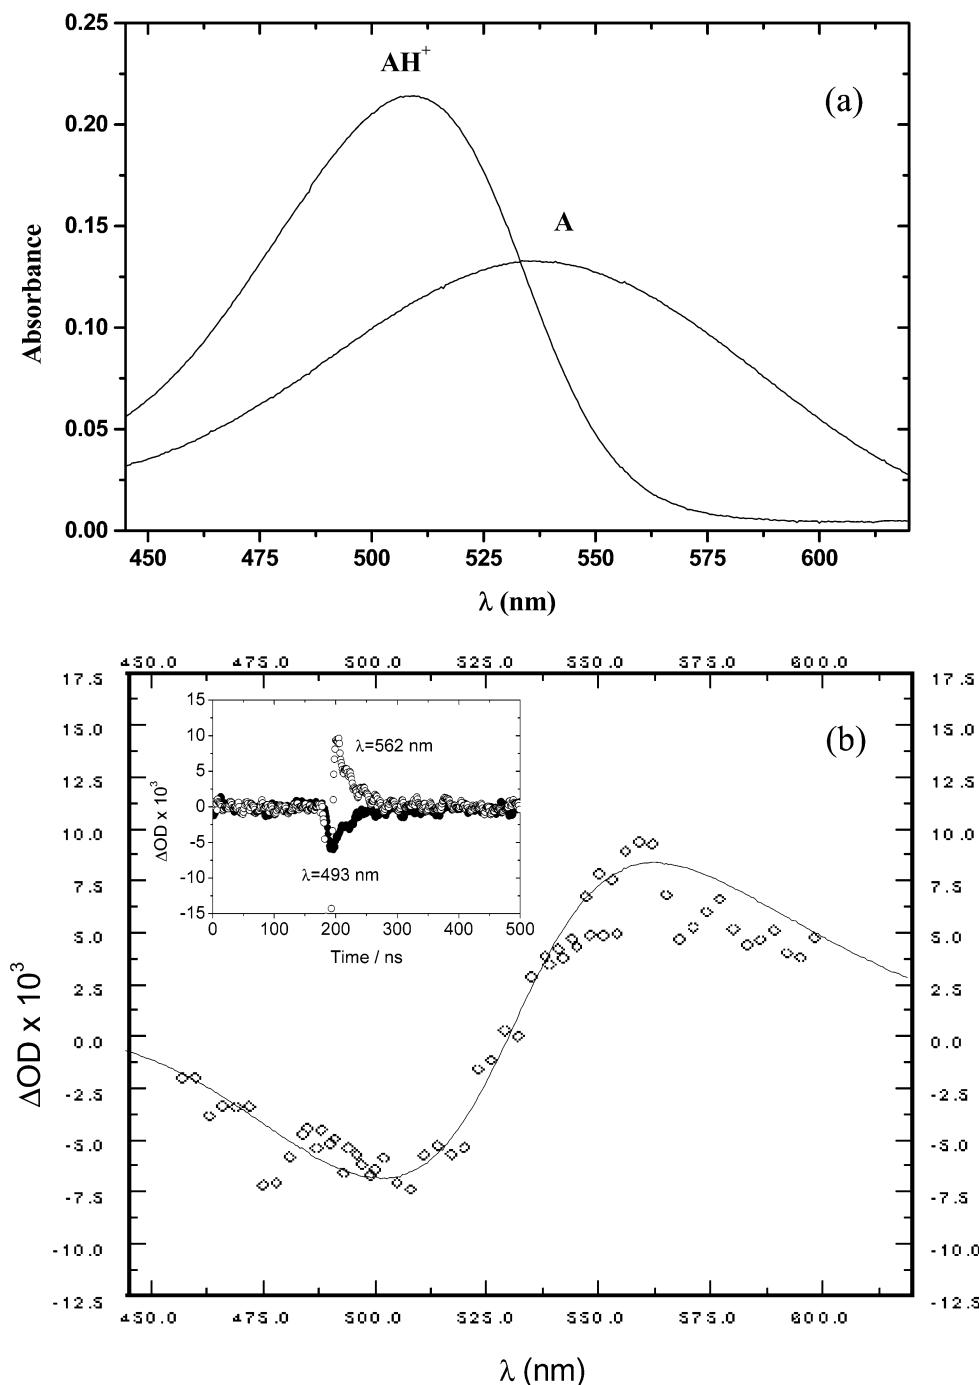 0.25
0.20
0.15
0.10
0.05
0.00
Absorbance
AH+
A
(a)
450 475 500 525 550 575 600
λ (nm)
450.0 475.0 500.0 525.0 550.0 575.0 600.0
17.5 17.5
15.0 15.0
12.5 12.5
10.0 10.0
7.5 7.5
5.0 5.0
2.5 2.5
0.0 0.0
-2.5 -2.5
-5.0 -5.0
-7.5 -7.5
-10.0 -10.0
-12.5 -12.5
ΔOD x 10³
(b)
15
10
5
0
-5
-10
-15
ΔOD x 10³
λ=562 nm
λ=493 nm
0 100 200 300 400 500
Time / ns
450.0 475.0 500.0 525.0 550.0 575.0 600.0
λ (nm)